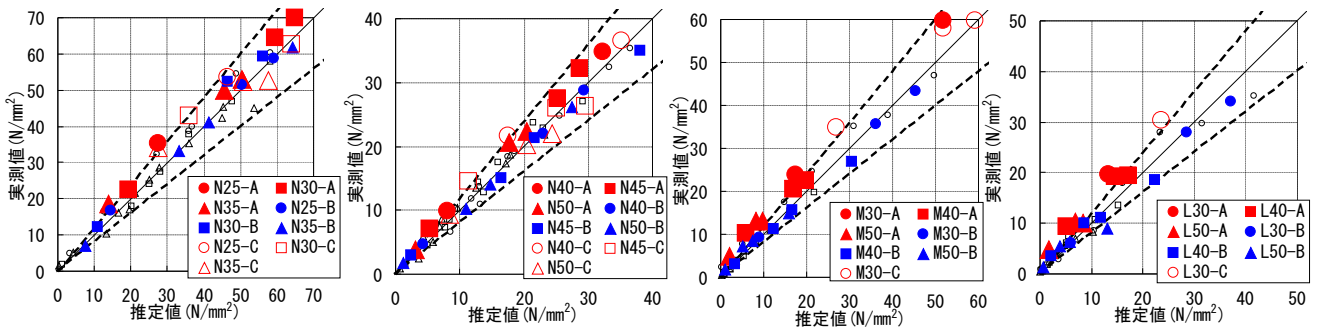 実測値(N/mm²)
70
60
50
40
30
20
10
0
0 10 20 30 40 50 60 70
推定値(N/mm²)
N25-A N30-A
N35-A N25-B
N30-B N35-B
N25-C N30-C
N35-C
実測値(N/mm²)
40
30
20
10
0
0 10 20 30 40
推定値(N/mm²)
N40-A N45-A
N50-A N40-B
N45-B N50-B
N40-C N45-C
N50-C
実測値(N/mm²)
60
50
40
30
20
10
0
0 10 20 30 40 50 60
推定値(N/mm²)
M30-A M40-A
M50-A M30-B
M40-B M50-B
M30-C
実測値(N/mm²)
50
40
30
20
10
0
0 10 20 30 40 50
推定値(N/mm²)
L30-A L40-A
L50-A L30-B
L40-B L50-B
L30-C